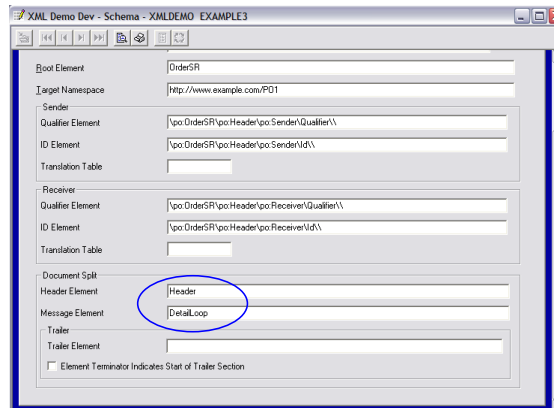 XML Demo Dev - Schema - XMLDEMO EXAMPLE3
Root Element OrderSR
Target Namespace http://www.example.com/PO1
Sender
Qualifier Element \po:OrderSR\po:Header\po:Sender\Qualifier\\
ID Element \po:OrderSR\po:Header\po:Sender\Id\\
Translation Table
Receiver
Qualifier Element \po:OrderSR\po:Header\po:Receiver\Qualifier\\
ID Element \po:OrderSR\po:Header\po:Receiver\Id\\
Translation Table
Document Split
Header Element Header
Message Element DetailLoop
Trailer
Trailer Element
Element Terminator Indicates Start of Trailer Section